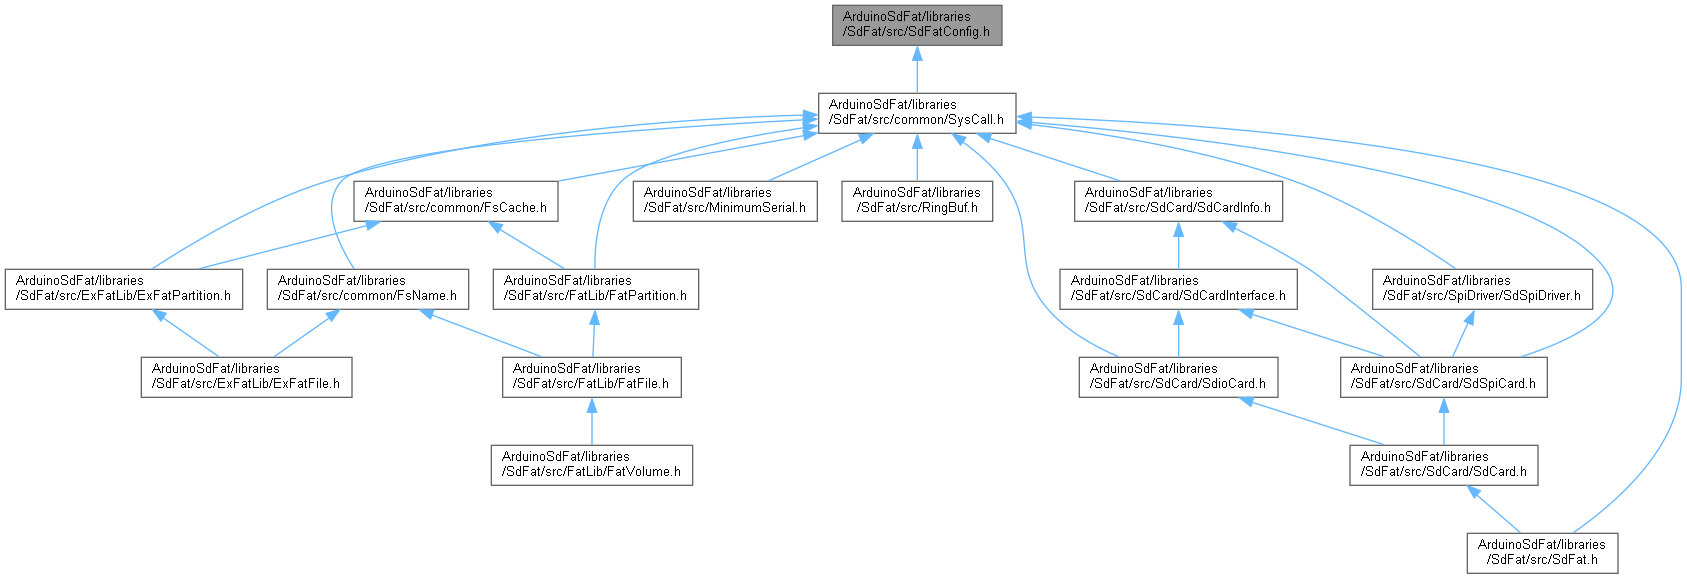 ArduinoSdFat/libraries
/SdFat/src/SdFatConfig.h
ArduinoSdFat/libraries
/SdFat/src/common/SysCall.h
ArduinoSdFat/libraries
/SdFat/src/common/FsCache.h
ArduinoSdFat/libraries
/SdFat/src/MinimumSerial.h
ArduinoSdFat/libraries
/SdFat/src/RingBuf.h
ArduinoSdFat/libraries
/SdFat/src/SdCard/SdCardInfo.h
ArduinoSdFat/libraries
/SdFat/src/ExFatLib/ExFatPartition.h
ArduinoSdFat/libraries
/SdFat/src/common/FsName.h
ArduinoSdFat/libraries
/SdFat/src/FatLib/FatPartition.h
ArduinoSdFat/libraries
/SdFat/src/SdCard/SdCardInterface.h
ArduinoSdFat/libraries
/SdFat/src/SpiDriver/SdSpiDriver.h
ArduinoSdFat/libraries
/SdFat/src/ExFatLib/ExFatFile.h
ArduinoSdFat/libraries
/SdFat/src/FatLib/FatFile.h
ArduinoSdFat/libraries
/SdFat/src/SdCard/SdioCard.h
ArduinoSdFat/libraries
/SdFat/src/SdCard/SdSpiCard.h
ArduinoSdFat/libraries
/SdFat/src/FatLib/FatVolume.h
ArduinoSdFat/libraries
/SdFat/src/SdCard/SdCard.h
ArduinoSdFat/libraries
/SdFat/src/SdFat.h